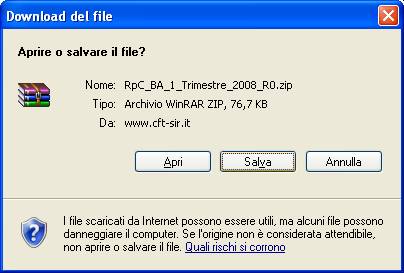 Download del file
Aprire o salvare il file?
Nome: RpC_BA_1_Trimestre_2008_R0.zip
Tipo: Archivio WinRAR ZIP, 76,7 KB
Da: www.cft-sir.it
Apri Salva Annulla
I file scaricati da Internet possono essere utili, ma alcuni file possono
danneggiare il computer. Se l'origine non è considerata attendibile,
non aprire o salvare il file. Quali rischi si corrono